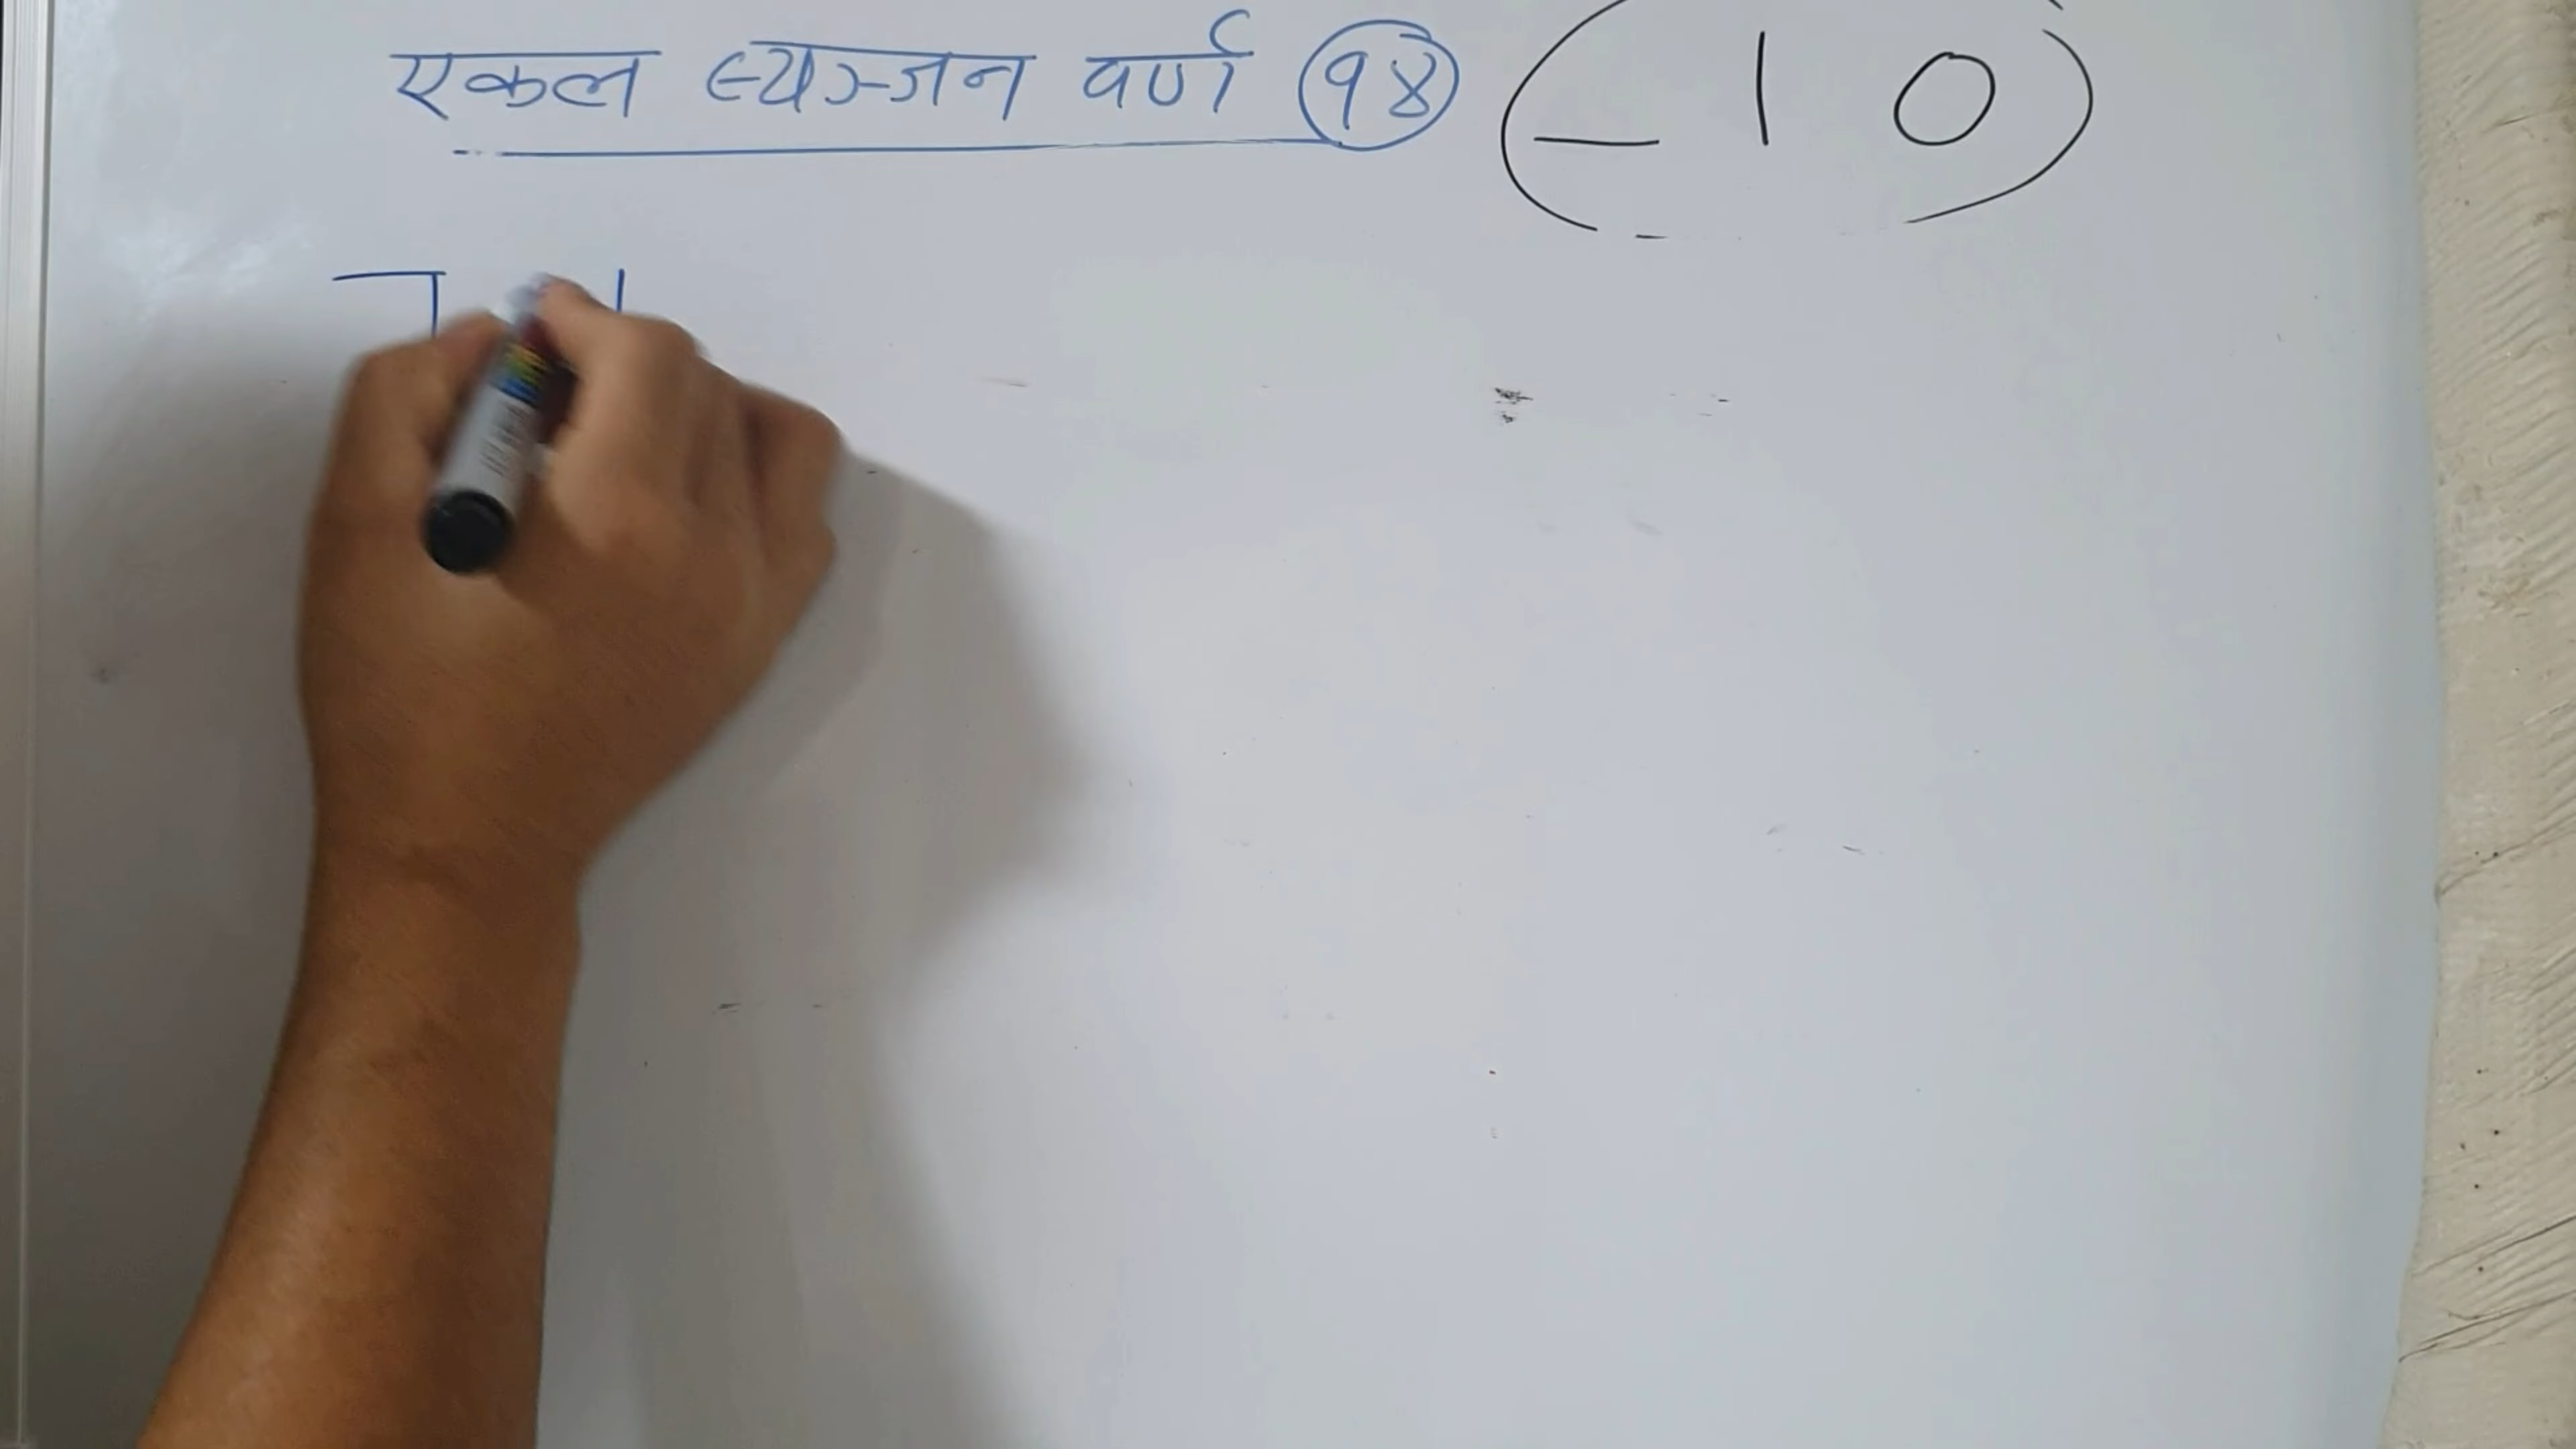 एकल व्यञ्जन वर्ण १४ — | ०